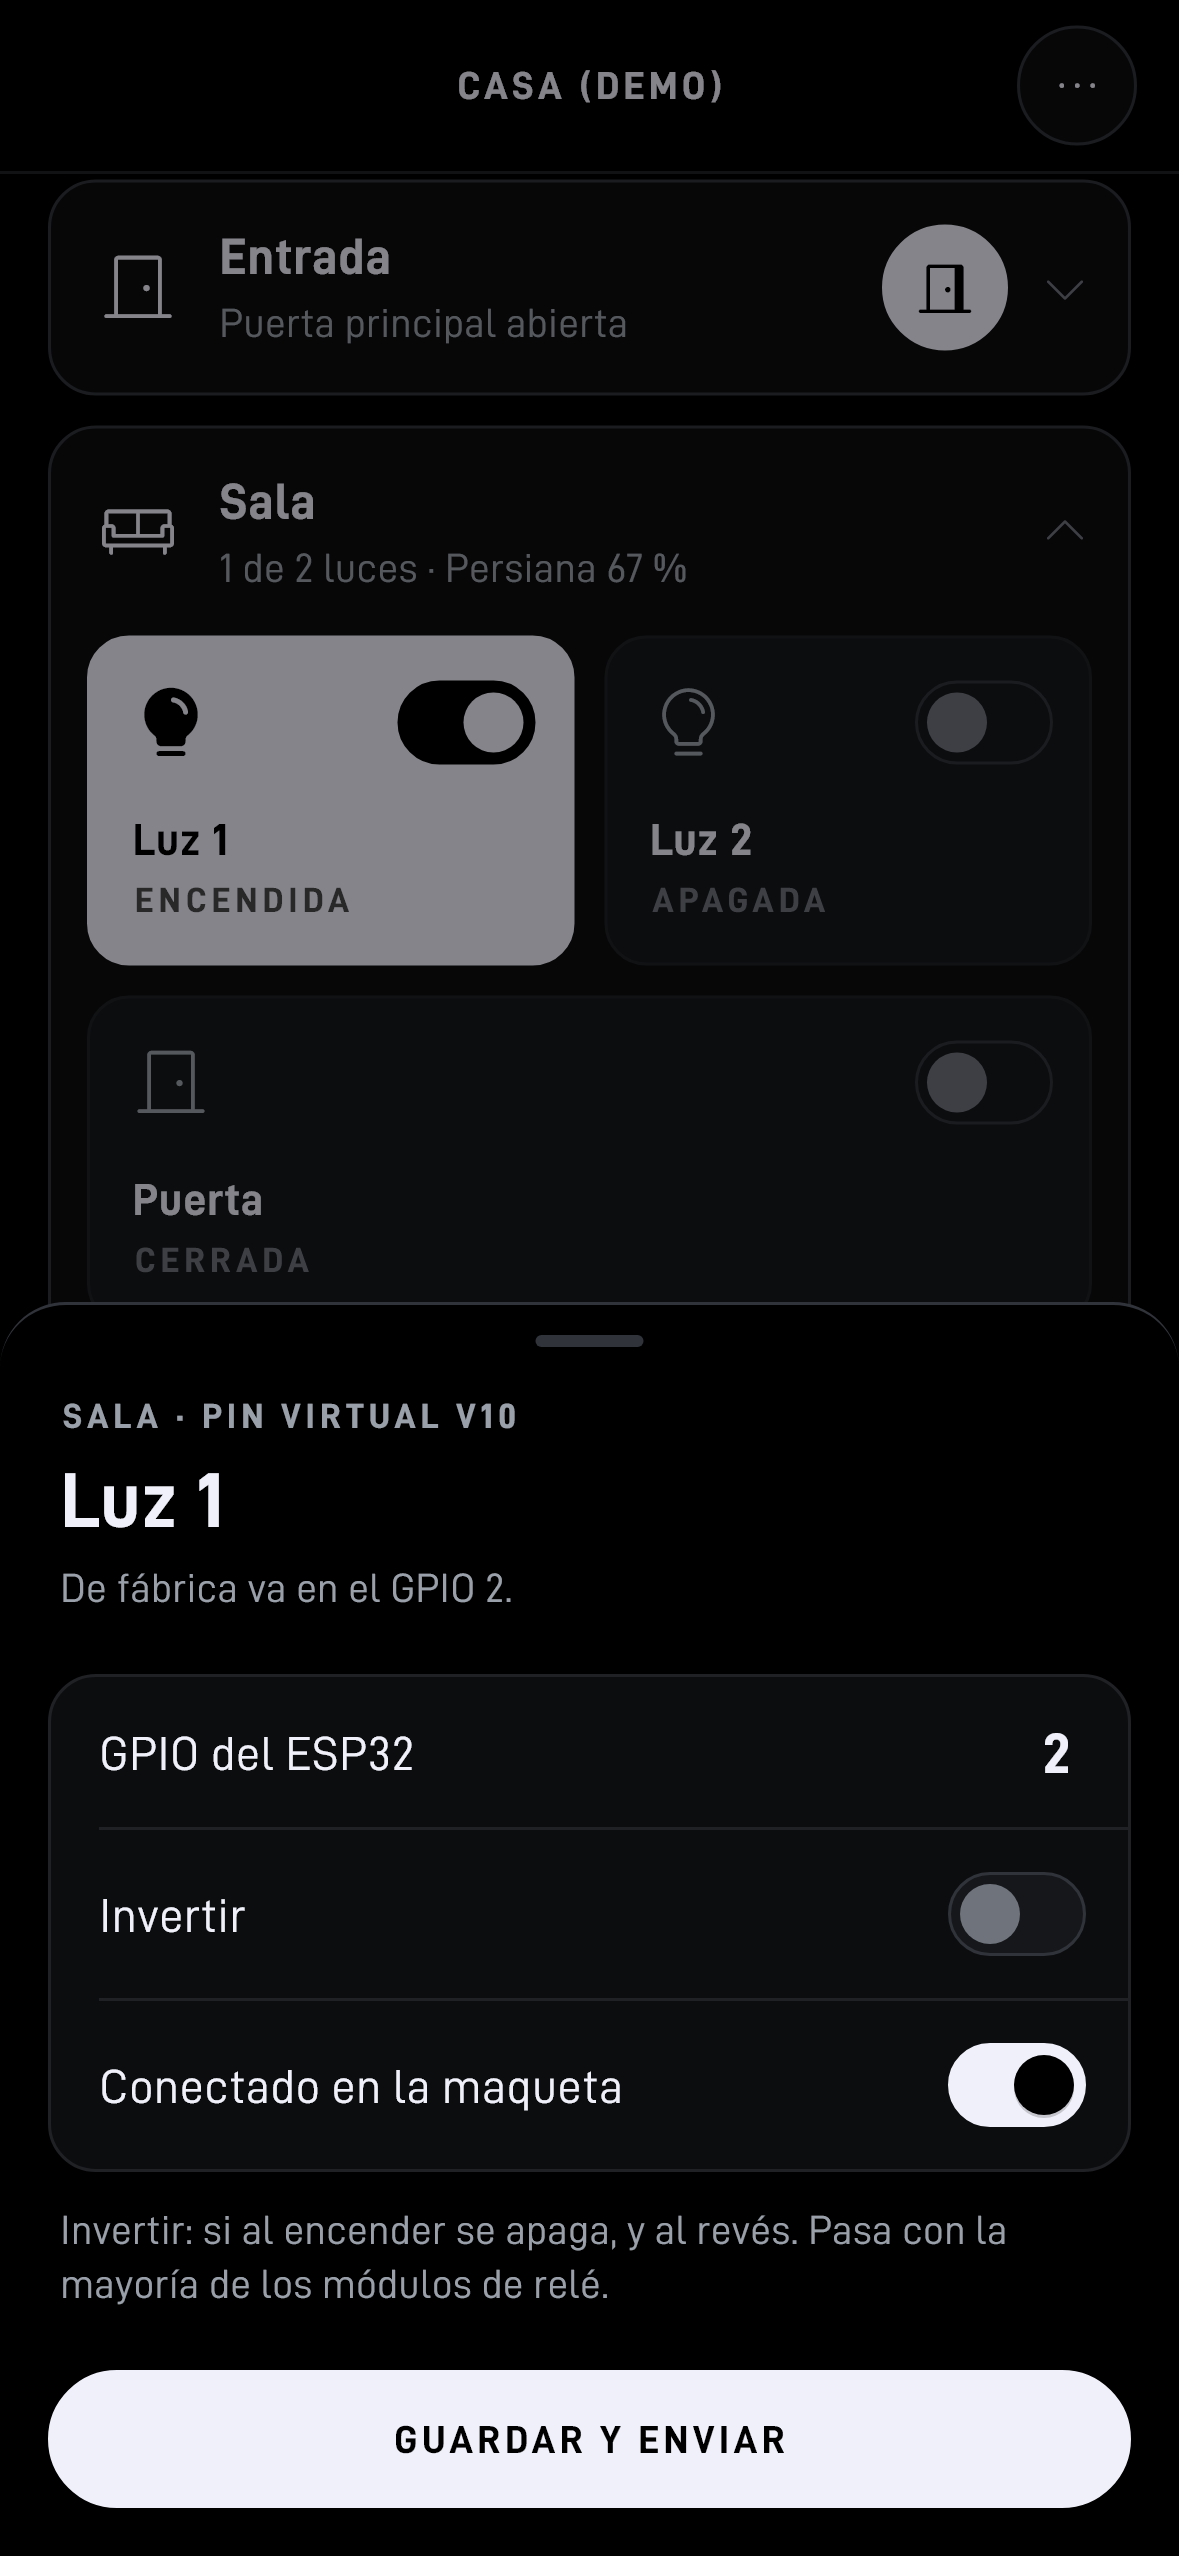 CASA (DEMO)
Entrada
Puerta principal abierta
Sala
1 de 2 luces · Persiana 67 %
Luz 1
ENCENDIDA
Luz 2
APAGADA
Puerta
CERRADA
SALA · PIN VIRTUAL V10
Luz 1
De fábrica va en el GPIO 2.
GPIO del ESP32
2
Invertir
Conectado en la maqueta
Invertir: si al encender se apaga, y al revés. Pasa con la
mayoría de los módulos de relé.
GUARDAR Y ENVIAR